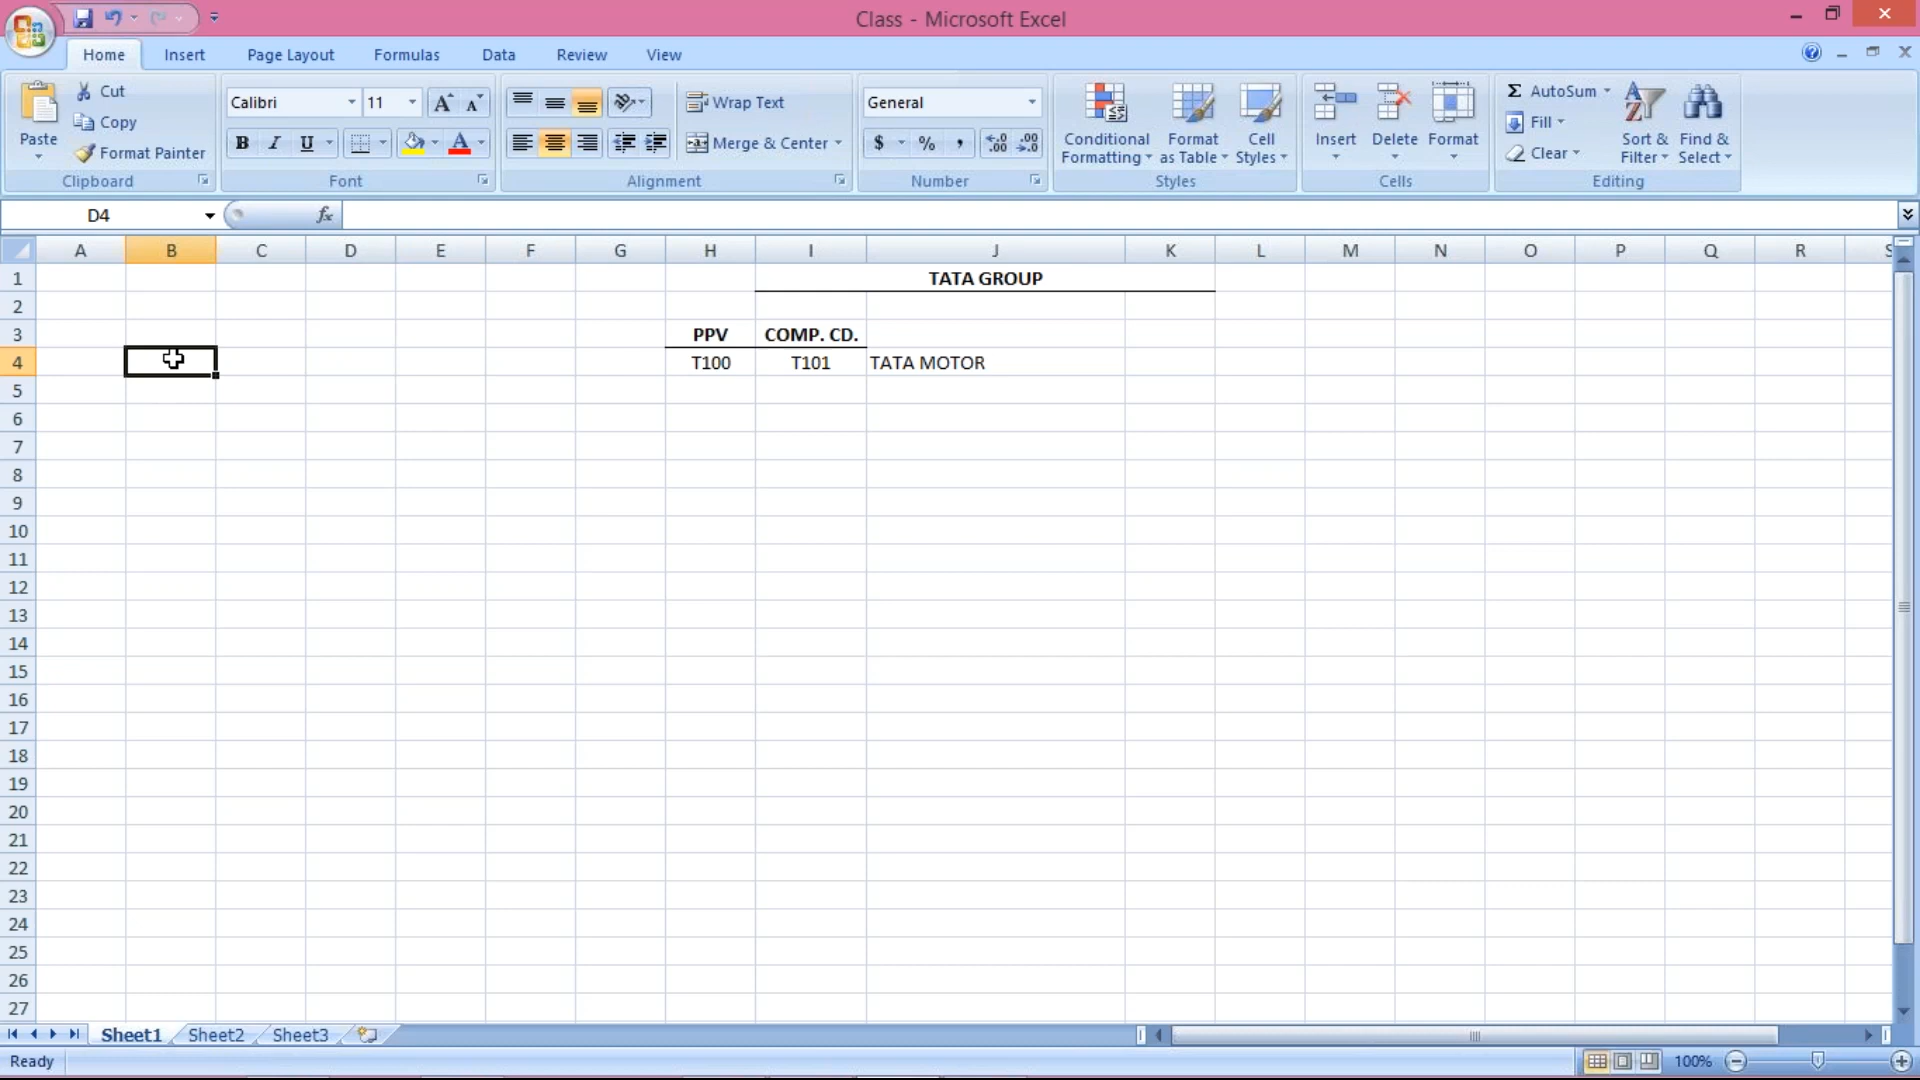 Class - Microsoft Excel
Home Insert Page Layout Formulas Data Review View
Paste Cut Copy Format Painter Clipboard
Calibri 11 B I U A Font
Wrap Text Merge & Center Alignment
General $ % , Number
Conditional Formatting Format as Table Cell Styles Styles
Insert Delete Format Cells
Σ AutoSum Fill Clear Sort & Filter Find & Select Editing
D4 fx
A B C D E F G H I J K L M N O P Q R S
1 TATA GROUP
2
3 PPV COMP. CD.
4 T100 T101 TATA MOTOR
5
6
7
8
9
10
11
12
13
14
15
16
17
18
19
20
21
22
23
24
25
26
27
Sheet1 Sheet2 Sheet3
Ready 100%